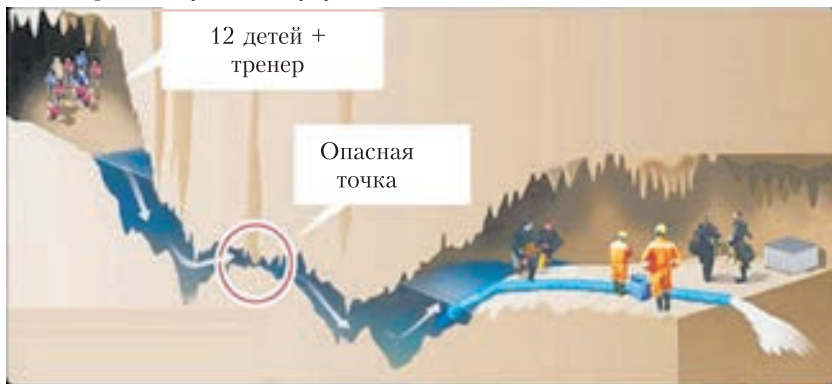 12 детей +
тренер
Опасная
точка